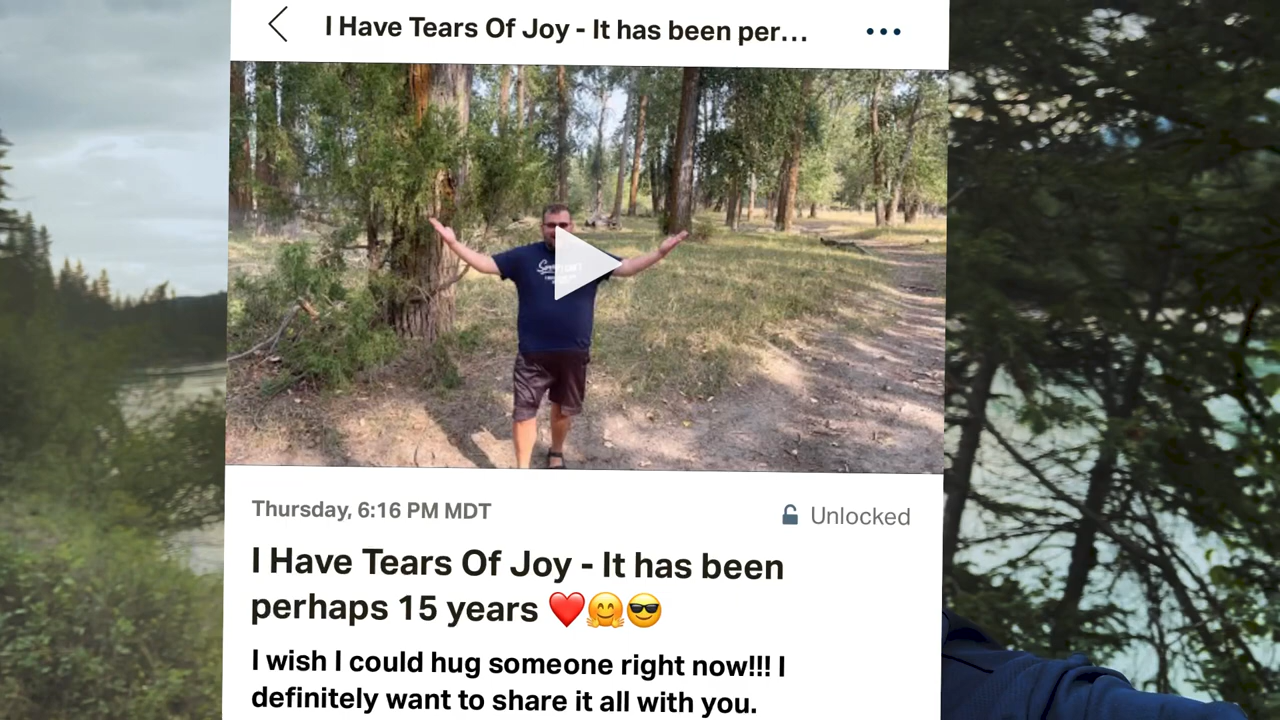 I Have Tears Of Joy - It has been per...
Thursday, 6:16 PM MDT
Unlocked
I Have Tears Of Joy - It has been
perhaps 15 years ❤️🤗😎
I wish I could hug someone right now!!! I
definitely want to share it all with you.